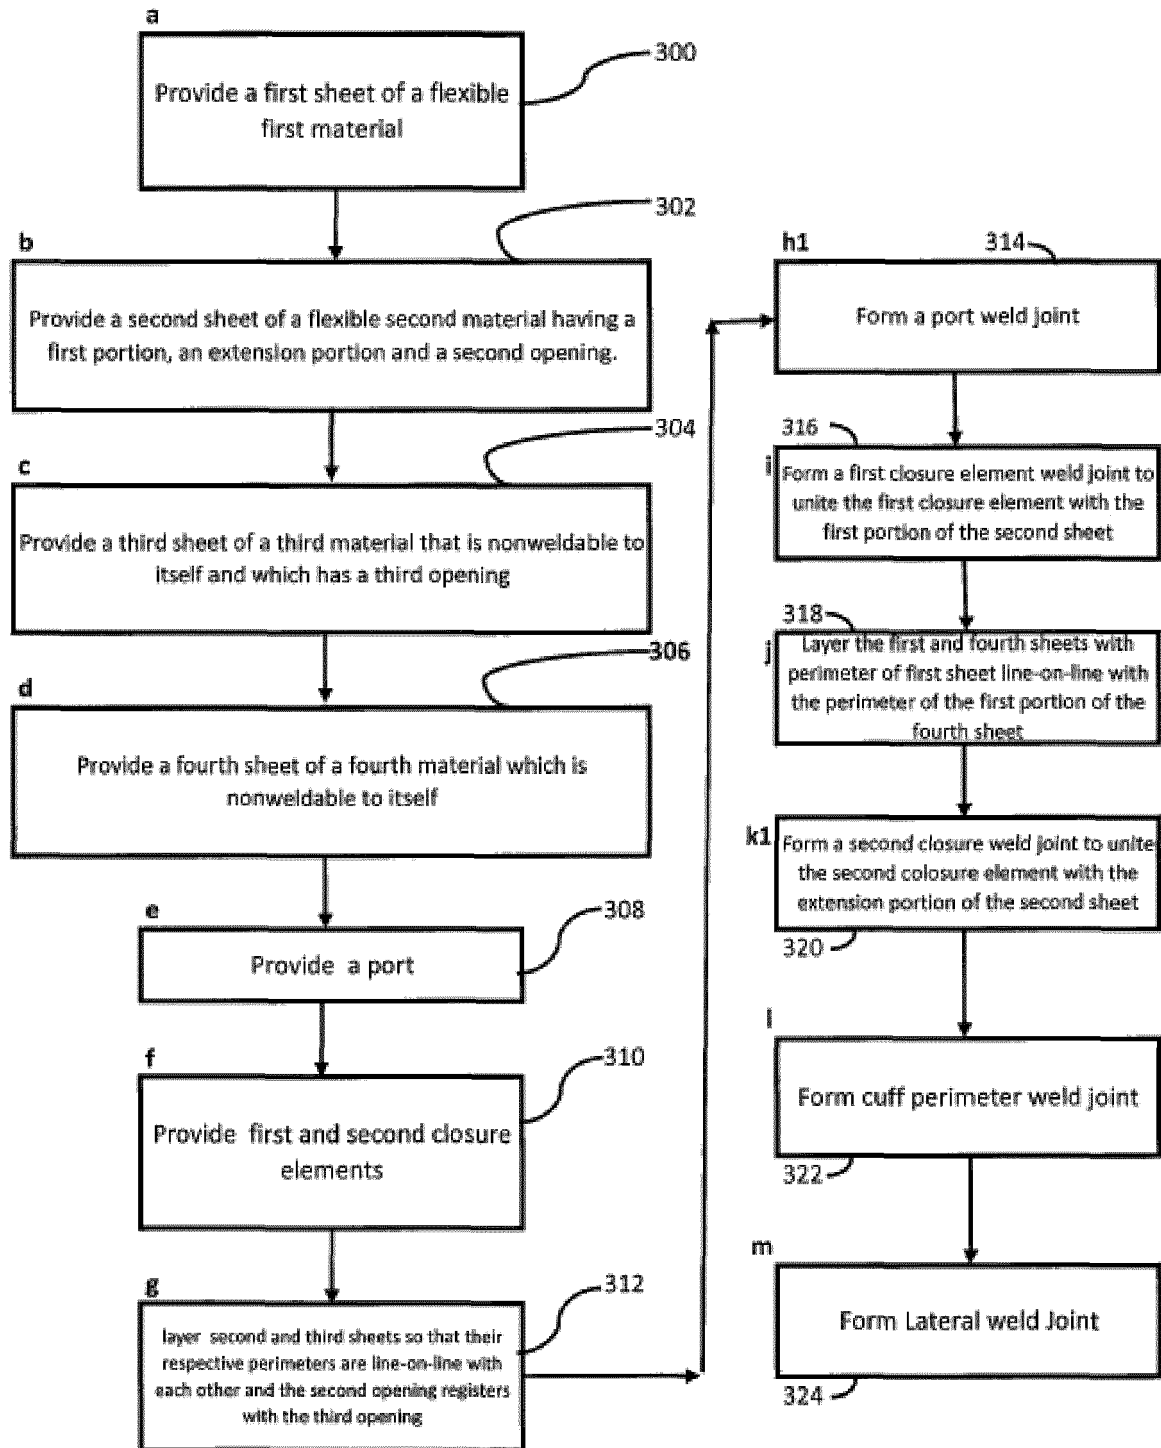 a
300
Provide a first sheet of a flexible
first material
302
b
Provide a second sheet of a flexible second material having a
first portion, an extension portion and a second opening.
304
c
Provide a third sheet of a third material that is nonweldable to
itself and which has a third opening
306
d
Provide a fourth sheet of a fourth material which is
nonweldable to itself
e
308
Provide a port
f
310
Provide first and second closure
elements
g
312
layer second and third sheets so that their
respective perimeters are line-on-line with
each other and the second opening registers
with the third opening
h1
314
Form a port weld joint
316
i
Form a first closure element weld joint to
unite the first closure element with the
first portion of the second sheet
318
j
Layer the first and fourth sheets with
perimeter of first sheet line-on-line with
the perimeter of the first portion of the
fourth sheet
k1
Form a second closure weld joint to unite
the second colosure element with the
extension portion of the second sheet
320
l
Form cuff perimeter weld joint
322
m
Form Lateral weld Joint
324